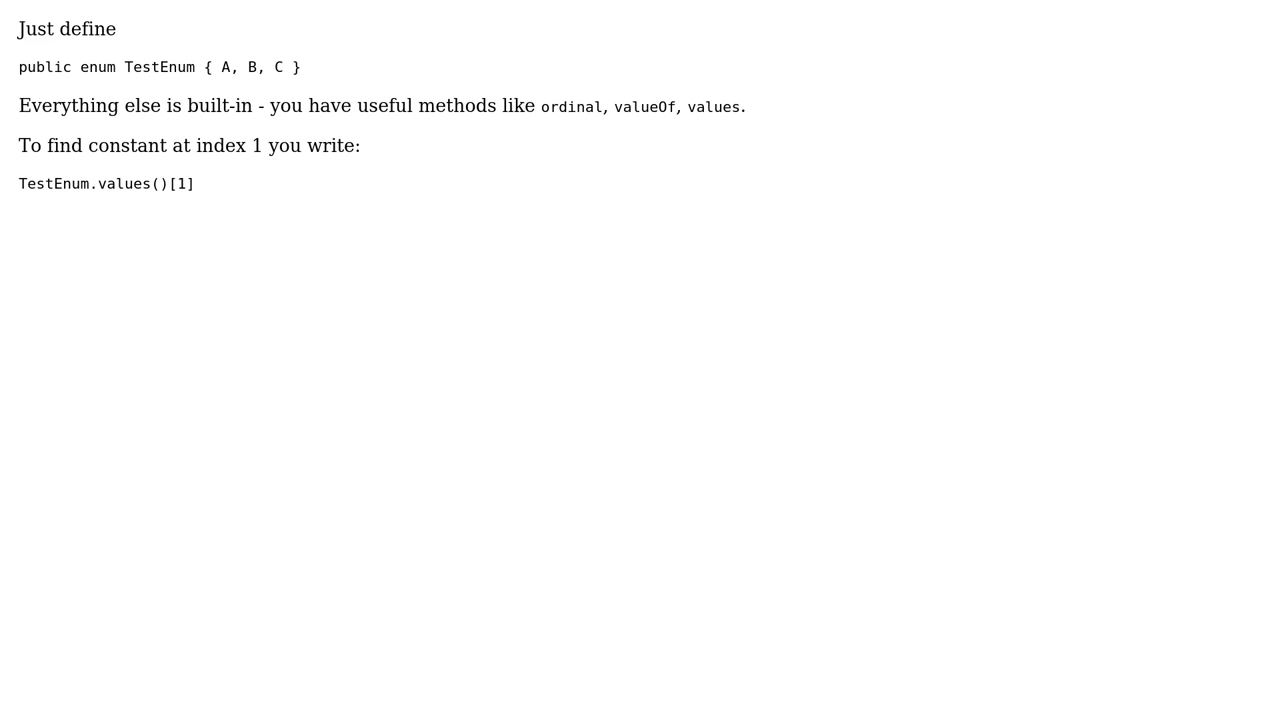 Just define
public enum TestEnum { A, B, C }
Everything else is built-in - you have useful methods like ordinal, valueOf, values.
To find constant at index 1 you write:
TestEnum.values()[1]